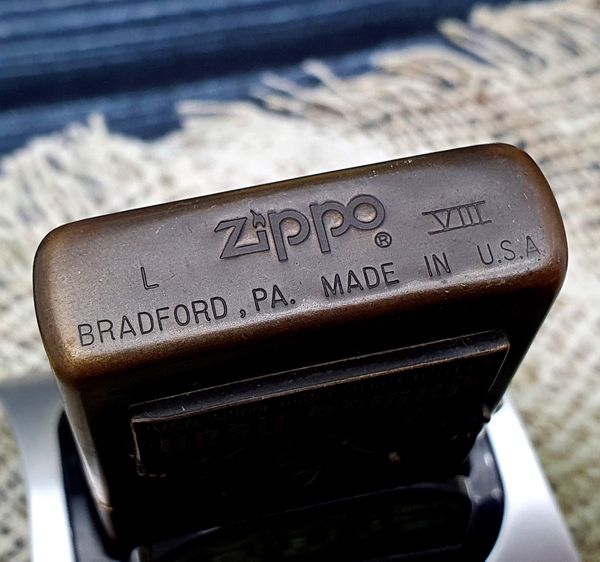 Zippo ®
L VIII
BRADFORD, PA. MADE IN U.S.A